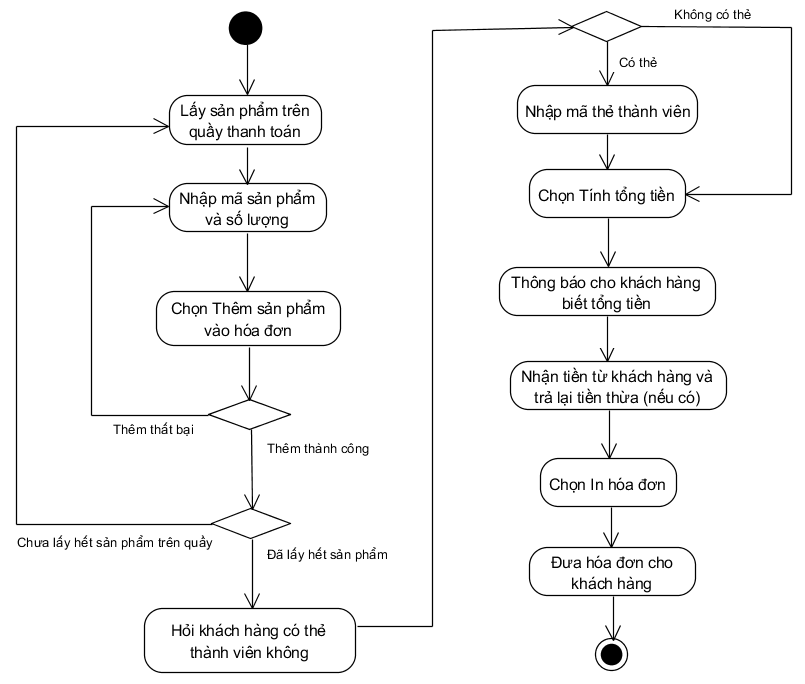 Lấy sản phẩm trên
quầy thanh toán
Nhập mã sản phẩm
và số lượng
Chọn Thêm sản phẩm
vào hóa đơn
Thêm thất bại
Thêm thành công
Chưa lấy hết sản phẩm trên quầy
Đã lấy hết sản phẩm
Hỏi khách hàng có thẻ
thành viên không
Không có thẻ
Có thẻ
Nhập mã thẻ thành viên
Chọn Tính tổng tiền
Thông báo cho khách hàng
biết tổng tiền
Nhận tiền từ khách hàng và
trả lại tiền thừa (nếu có)
Chọn In hóa đơn
Đưa hóa đơn cho
khách hàng